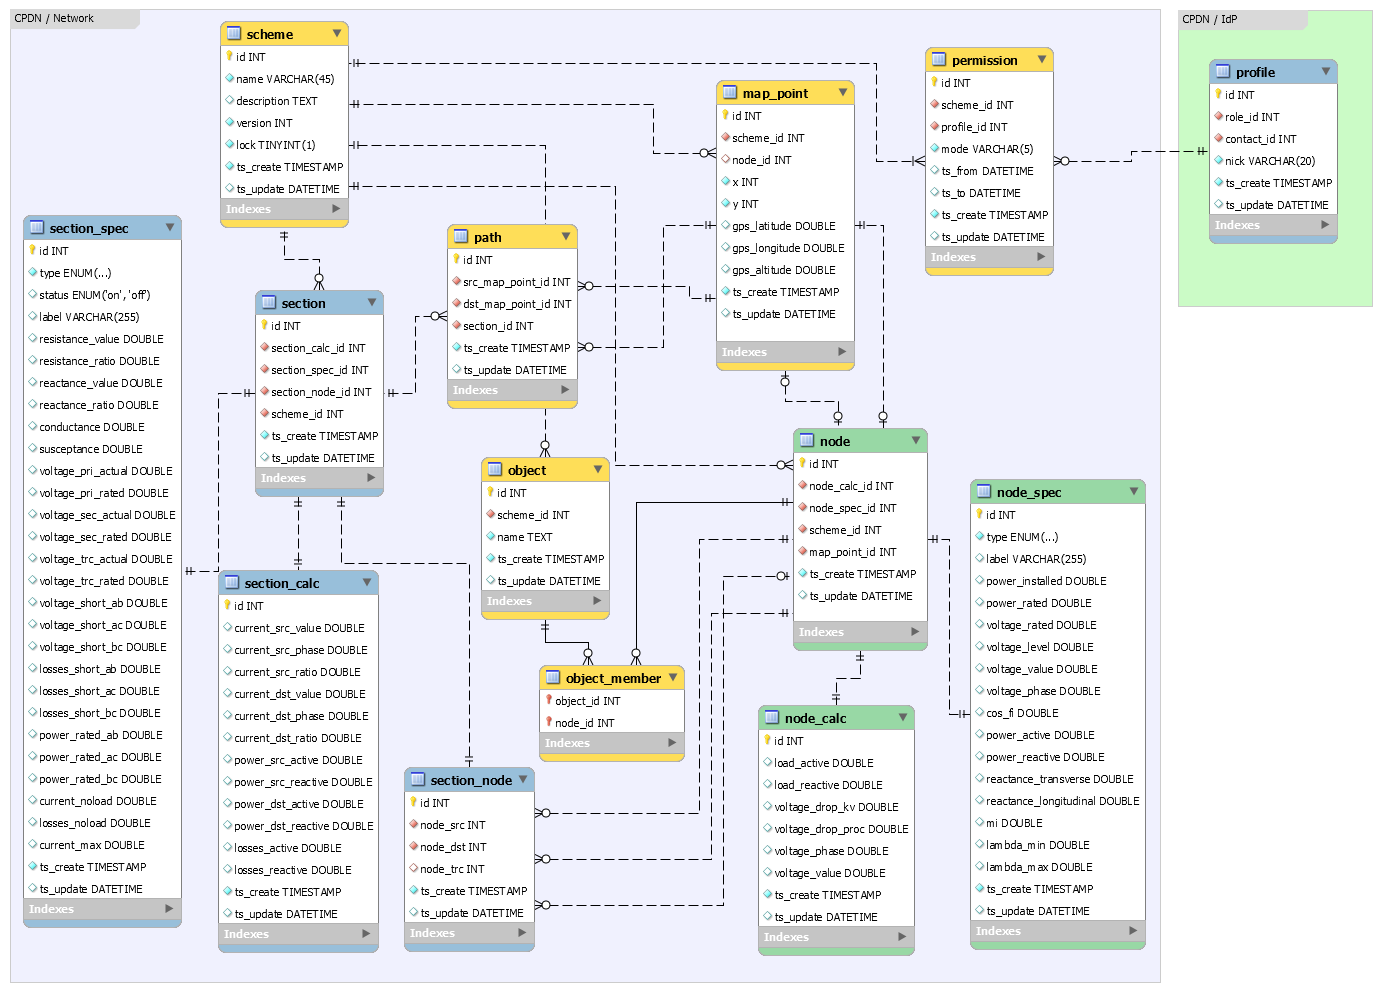 CPDN / Network
scheme
id INT
name VARCHAR(45)
description TEXT
version INT
lock TINYINT(1)
ts_create TIMESTAMP
ts_update DATETIME
Indexes
section_spec
id INT
type ENUM(...)
status ENUM('on', 'off')
label VARCHAR(255)
resistance_value DOUBLE
resistance_ratio DOUBLE
reactance_value DOUBLE
reactance_ratio DOUBLE
conductance DOUBLE
susceptance DOUBLE
voltage_pri_actual DOUBLE
voltage_pri_rated DOUBLE
voltage_sec_actual DOUBLE
voltage_sec_rated DOUBLE
voltage_trc_actual DOUBLE
voltage_trc_rated DOUBLE
voltage_short_ab DOUBLE
voltage_short_ac DOUBLE
voltage_short_bc DOUBLE
losses_short_ab DOUBLE
losses_short_ac DOUBLE
losses_short_bc DOUBLE
power_rated_ab DOUBLE
power_rated_ac DOUBLE
power_rated_bc DOUBLE
current_noload DOUBLE
losses_noload DOUBLE
current_max DOUBLE
ts_create TIMESTAMP
ts_update DATETIME
Indexes
section
id INT
section_calc_id INT
section_spec_id INT
section_node_id INT
scheme_id INT
ts_create TIMESTAMP
ts_update DATETIME
Indexes
section_calc
id INT
current_src_value DOUBLE
current_src_phase DOUBLE
current_src_ratio DOUBLE
current_dst_value DOUBLE
current_dst_phase DOUBLE
current_dst_ratio DOUBLE
power_src_active DOUBLE
power_src_reactive DOUBLE
power_dst_active DOUBLE
power_dst_reactive DOUBLE
losses_active DOUBLE
losses_reactive DOUBLE
ts_create TIMESTAMP
ts_update DATETIME
Indexes
path
id INT
src_map_point_id INT
dst_map_point_id INT
section_id INT
ts_create TIMESTAMP
ts_update DATETIME
Indexes
object
id INT
scheme_id INT
name TEXT
ts_create TIMESTAMP
ts_update DATETIME
Indexes
object_member
object_id INT
node_id INT
Indexes
section_node
id INT
node_src INT
node_dst INT
node_trc INT
ts_create TIMESTAMP
ts_update DATETIME
Indexes
map_point
id INT
scheme_id INT
node_id INT
x INT
y INT
gps_latitude DOUBLE
gps_longitude DOUBLE
gps_altitude DOUBLE
ts_create TIMESTAMP
ts_update DATETIME
Indexes
node
id INT
node_calc_id INT
node_spec_id INT
scheme_id INT
map_point_id INT
ts_create TIMESTAMP
ts_update DATETIME
Indexes
node_calc
id INT
load_active DOUBLE
load_reactive DOUBLE
voltage_drop_kv DOUBLE
voltage_drop_proc DOUBLE
voltage_phase DOUBLE
voltage_value DOUBLE
ts_create TIMESTAMP
ts_update DATETIME
Indexes
permission
id INT
scheme_id INT
profile_id INT
mode VARCHAR(5)
ts_from DATETIME
ts_to DATETIME
ts_create TIMESTAMP
ts_update DATETIME
Indexes
node_spec
id INT
type ENUM(...)
label VARCHAR(255)
power_installed DOUBLE
power_rated DOUBLE
voltage_rated DOUBLE
voltage_level DOUBLE
voltage_value DOUBLE
voltage_phase DOUBLE
cos_fi DOUBLE
power_active DOUBLE
power_reactive DOUBLE
reactance_transverse DOUBLE
reactance_longitudinal DOUBLE
mi DOUBLE
lambda_min DOUBLE
lambda_max DOUBLE
ts_create TIMESTAMP
ts_update DATETIME
Indexes
CPDN / IdP
profile
id INT
role_id INT
contact_id INT
nick VARCHAR(20)
ts_create TIMESTAMP
ts_update DATETIME
Indexes